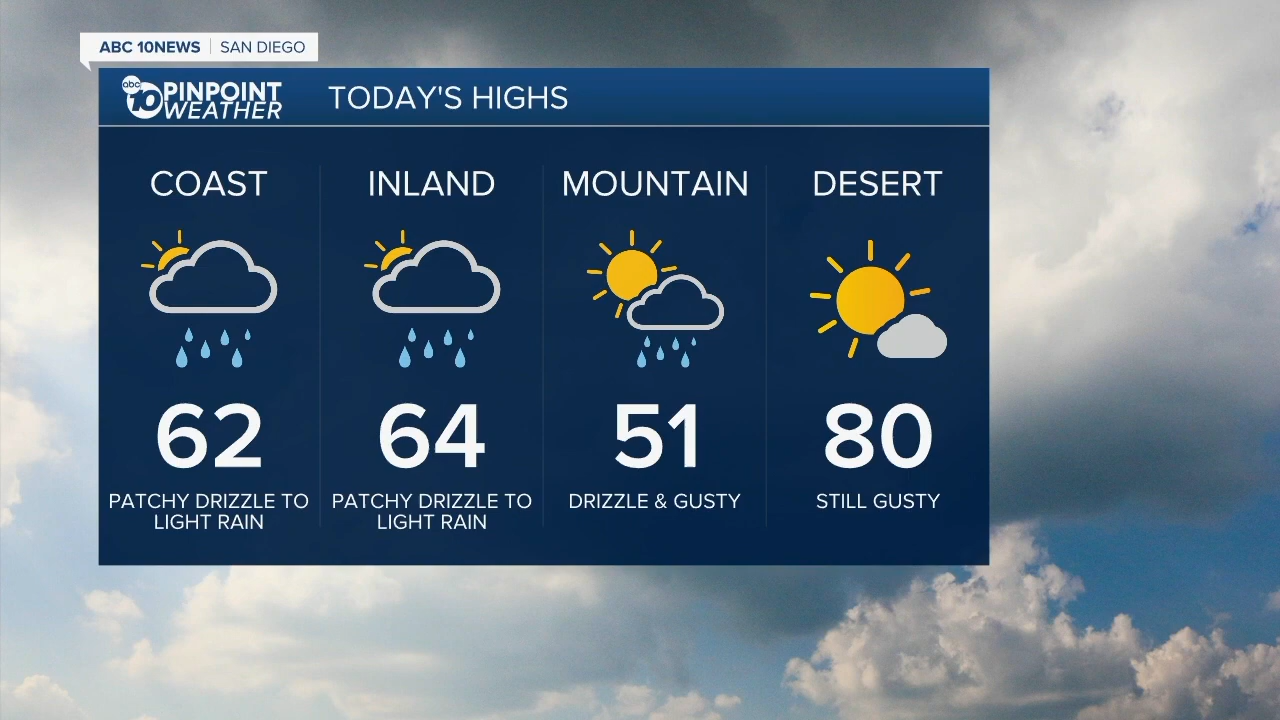 ABC 10NEWS | SAN DIEGO
abc 10 PINPOINT WEATHER
TODAY'S HIGHS
COAST
62
PATCHY DRIZZLE TO
LIGHT RAIN
INLAND
64
PATCHY DRIZZLE TO
LIGHT RAIN
MOUNTAIN
51
DRIZZLE & GUSTY
DESERT
80
STILL GUSTY